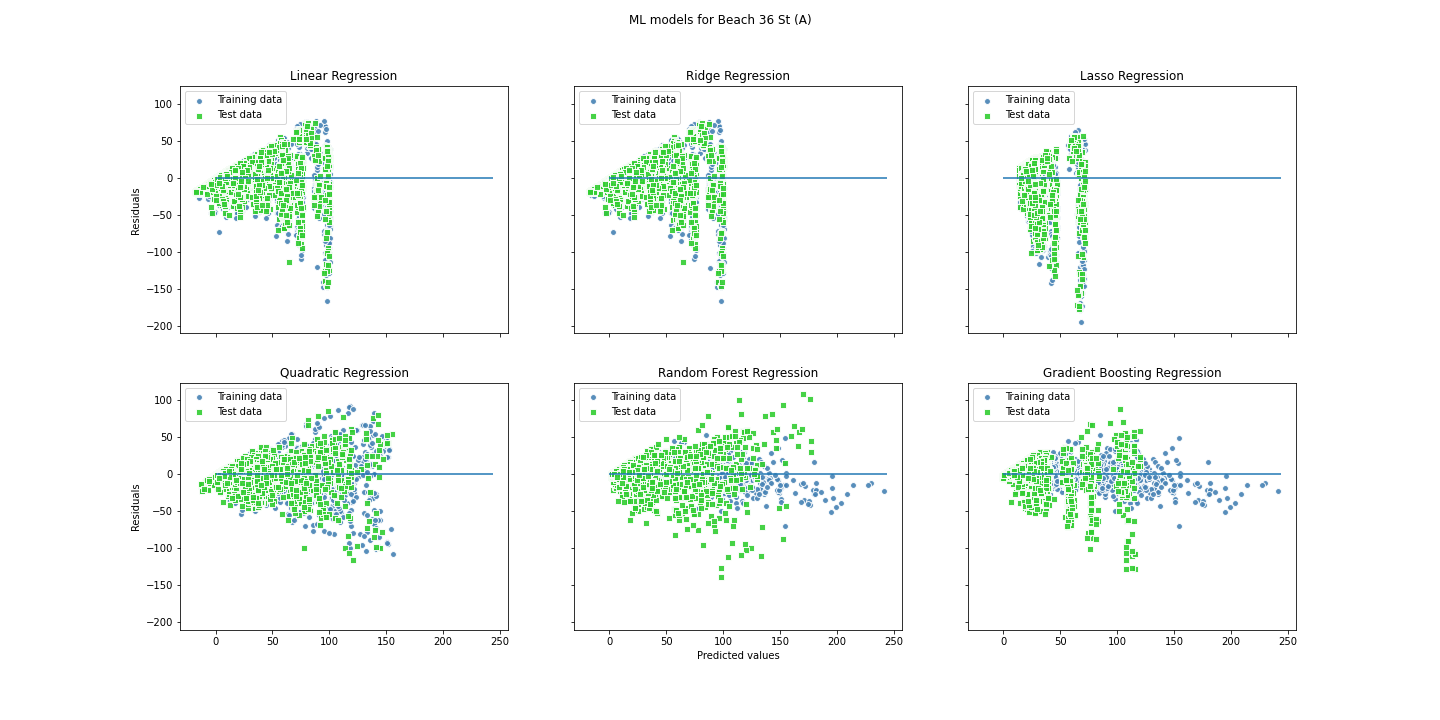 ML models for Beach 36 St (A)
Linear Regression
Ridge Regression
Lasso Regression
Training data
Test data
Training data
Test data
Training data
Test data
100
50
0
−50
−100
−150
−200
Residuals
Quadratic Regression
Random Forest Regression
Gradient Boosting Regression
Training data
Test data
Training data
Test data
Training data
Test data
100
50
0
−50
−100
−150
−200
Residuals
0 50 100 150 200 250
0 50 100 150 200 250
0 50 100 150 200 250
Predicted values